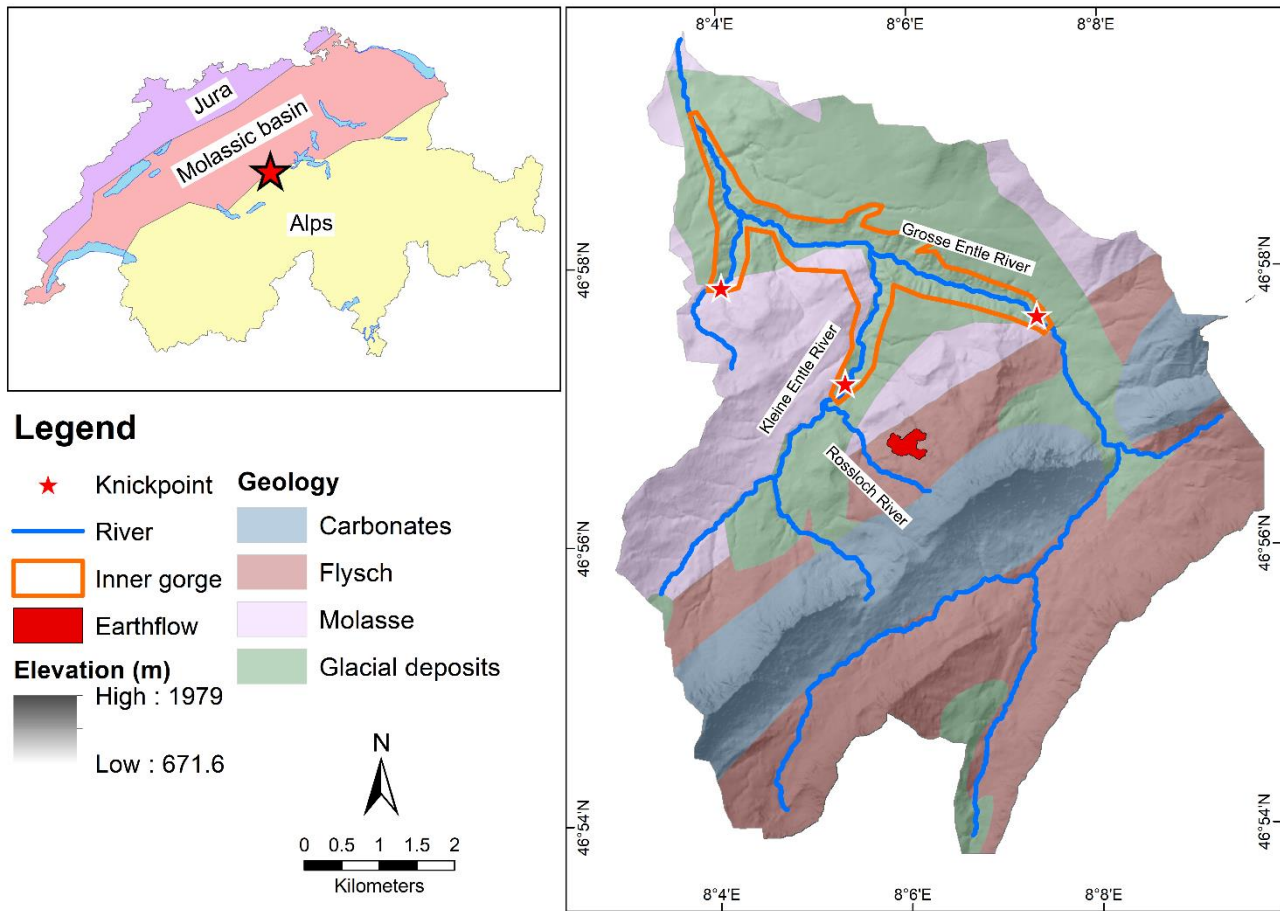 Jura
Molassic basin
Alps
Legend
Knickpoint
River
Inner gorge
Earthflow
Elevation (m)
High : 1979
Low : 671.6
Geology
Carbonates
Flysch
Molasse
Glacial deposits
N
0 0.5 1 1.5 2
Kilometers
8°4'E 8°6'E 8°8'E
46°58'N 46°58'N
46°56'N 46°56'N
46°54'N 46°54'N
Grosse Entle River
Kleine Entle River
Rossloch River
8°4'E 8°6'E 8°8'E